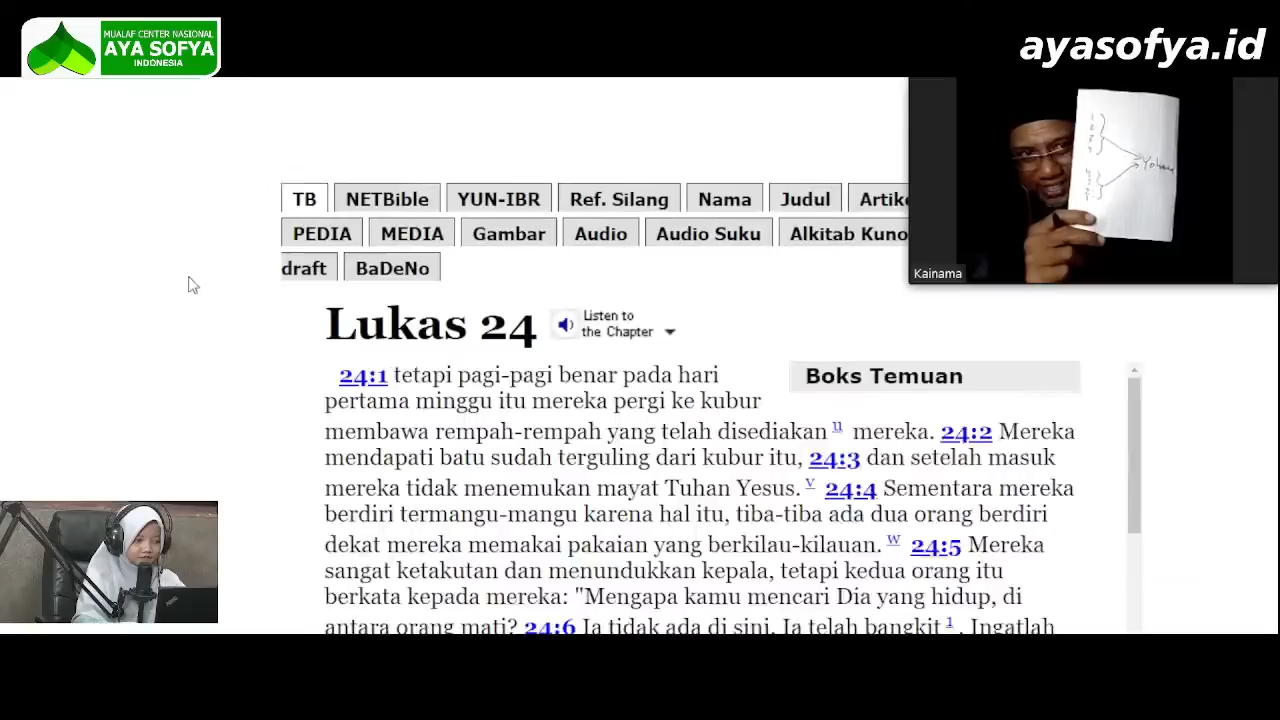 MUALAF CENTER NASIONAL
AYA SOFYA
INDONESIA
ayasofya.id
Kainama
TB NETBible YUN-IBR Ref. Silang Nama Judul
PEDIA MEDIA Gambar Audio Audio Suku Alkitab Kuno
draft BaDeNo
Lukas 24
Listen to
the Chapter
Boks Temuan
24:1 tetapi pagi-pagi benar pada hari
pertama minggu itu mereka pergi ke kubur
membawa rempah-rempah yang telah disediakan u mereka. 24:2 Mereka
mendapati batu sudah terguling dari kubur itu, 24:3 dan setelah masuk
mereka tidak menemukan mayat Tuhan Yesus. v 24:4 Sementara mereka
berdiri termangu-mangu karena hal itu, tiba-tiba ada dua orang berdiri
dekat mereka memakai pakaian yang berkilau-kilauan. w 24:5 Mereka
sangat ketakutan dan menundukkan kepala, tetapi kedua orang itu
berkata kepada mereka: "Mengapa kamu mencari Dia yang hidup, di
antara orang mati? 24:6 Ia tidak ada di sini, Ia telah bangkit 1 . Ingatlah